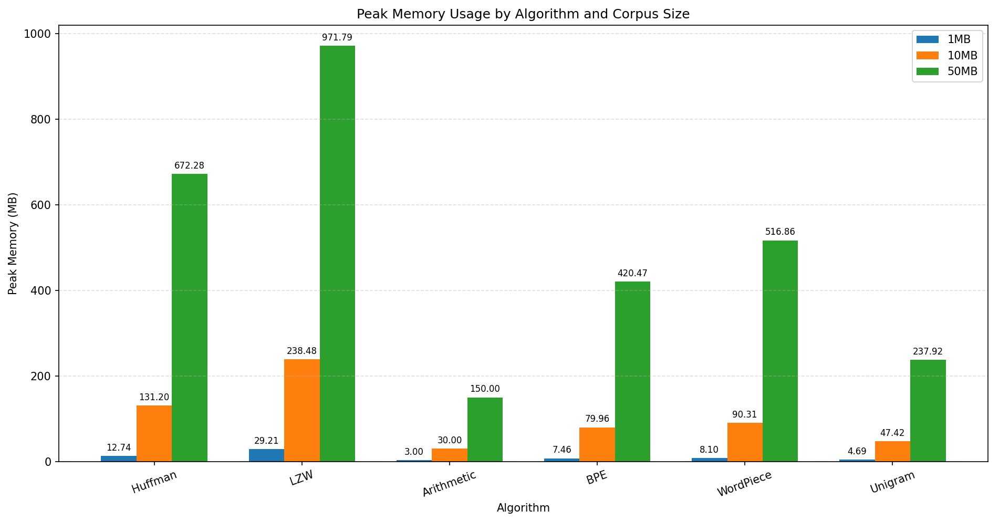 Peak Memory Usage by Algorithm and Corpus Size
1MB
10MB
50MB
Peak Memory (MB)
1000
800
600
400
200
0
12.74
131.20
672.28
29.21
238.48
971.79
3.00
30.00
150.00
7.46
79.96
420.47
8.10
90.31
516.86
4.69
47.42
237.92
Huffman
LZW
Arithmetic
BPE
WordPiece
Unigram
Algorithm